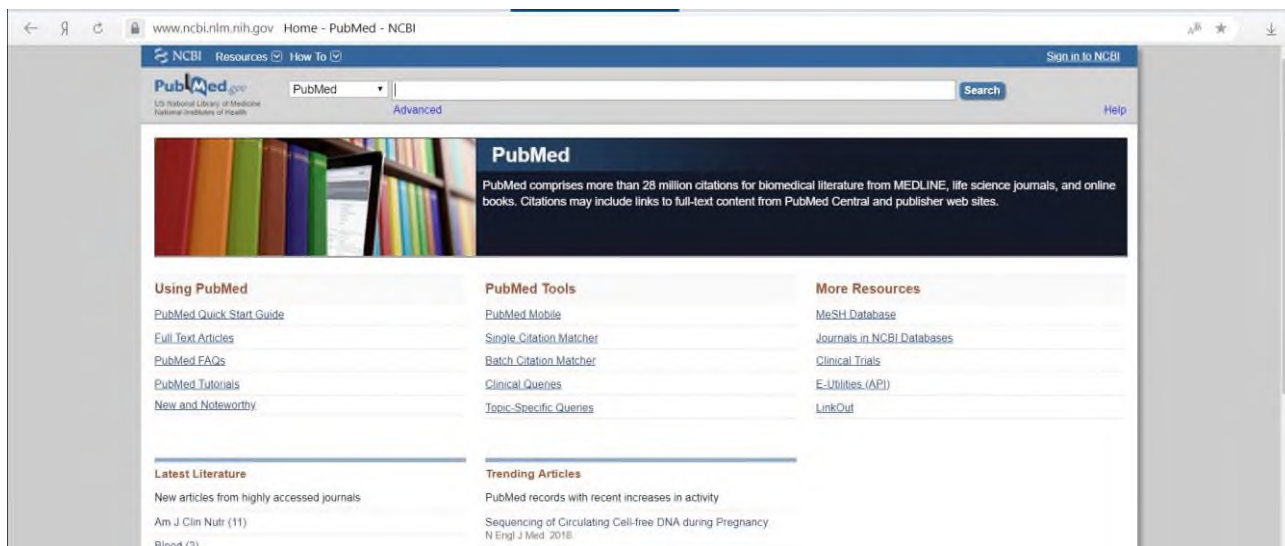 Я www.ncbi.nlm.nih.gov Home - PubMed - NCBI
NCBI Resources How To Sign in to NCBI
PubMed.gov PubMed Search
US National Library of Medicine
National Institutes of Health
Advanced Help
PubMed
PubMed comprises more than 28 million citations for biomedical literature from MEDLINE, life science journals, and online
books. Citations may include links to full-text content from PubMed Central and publisher web sites.
Using PubMed
PubMed Quick Start Guide
Full Text Articles
PubMed FAQs
PubMed Tutorials
New and Noteworthy
PubMed Tools
PubMed Mobile
Single Citation Matcher
Batch Citation Matcher
Clinical Queries
Topic-Specific Queries
More Resources
MeSH Database
Journals in NCBI Databases
Clinical Trials
E-Utilities (API)
LinkOut
Latest Literature
New articles from highly accessed journals
Am J Clin Nutr (11)
Blood (3)
Trending Articles
PubMed records with recent increases in activity
Sequencing of Circulating Cell-free DNA during Pregnancy.
N Engl J Med. 2018.